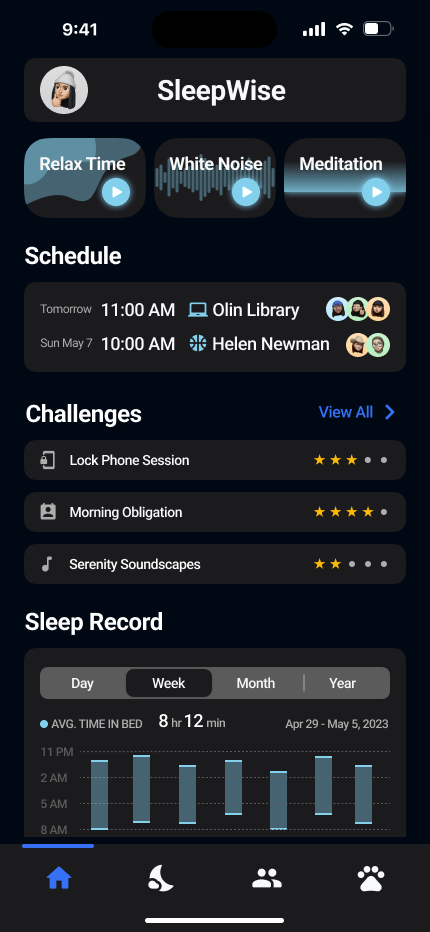 9:41
SleepWise
Relax Time White Noise Meditation
Schedule
Tomorrow 11:00 AM Olin Library
Sun May 7 10:00 AM Helen Newman
Challenges View All
Lock Phone Session
Morning Obligation
Serenity Soundscapes
Sleep Record
Day Week Month Year
AVG. TIME IN BED 8 hr 12 min Apr 29 - May 5, 2023
11 PM
2 AM
5 AM
8 AM